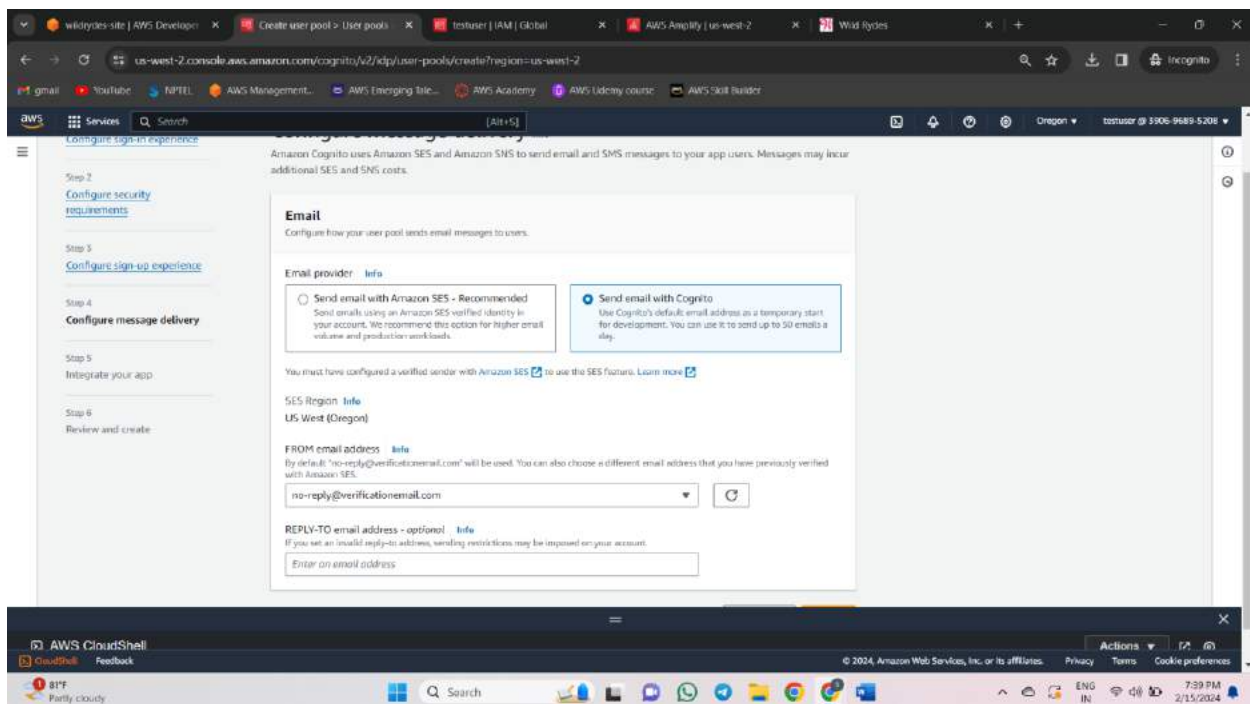 wildrydes-site | AWS Developer
Create user pool > User pools
testuser | IAM | Global
AWS Amplify | us-west-2
Wild Rydes
us-west-2.console.aws.amazon.com/cognito/v2/idp/user-pools/create?region=us-west-2
Incognito
gmail
YouTube
NPTEL
AWS Management...
AWS Emerging Tale...
AWS Academy
AWS Udemy course
AWS Skill Builder
aws
Services
Search
[Alt+S]
Oregon
testuser @ 3906-9689-5208
Configure sign-in experience
Step 2
Configure security
requirements
Step 3
Configure sign-up experience
Step 4
Configure message delivery
Step 5
Integrate your app
Step 6
Review and create
Configure message delivery
Amazon Cognito uses Amazon SES and Amazon SNS to send email and SMS messages to your app users. Messages may incur
additional SES and SNS costs.
Email
Configure how your user pool sends email messages to users.
Email provider Info
Send email with Amazon SES - Recommended
Send emails using an Amazon SES verified identity in
your account. We recommend this option for higher email
volume and production workloads.
Send email with Cognito
Use Cognito's default email address as a temporary start
for development. You can use it to send up to 50 emails a
day.
You must have configured a verified sender with Amazon SES to use the SES feature. Learn more
SES Region Info
US West (Oregon)
FROM email address Info
By default "no-reply@verificationemail.com" will be used. You can also choose a different email address that you have previously verified
with Amazon SES.
no-reply@verificationemail.com
REPLY-TO email address - optional Info
If you set an invalid reply-to address, sending restrictions may be imposed on your account.
Enter an email address
AWS CloudShell
Actions
CloudShell
Feedback
© 2024, Amazon Web Services, Inc. or its affiliates.
Privacy
Terms
Cookie preferences
1
81°F
Partly cloudy
Search
ENG
IN
7:39 PM
2/15/2024